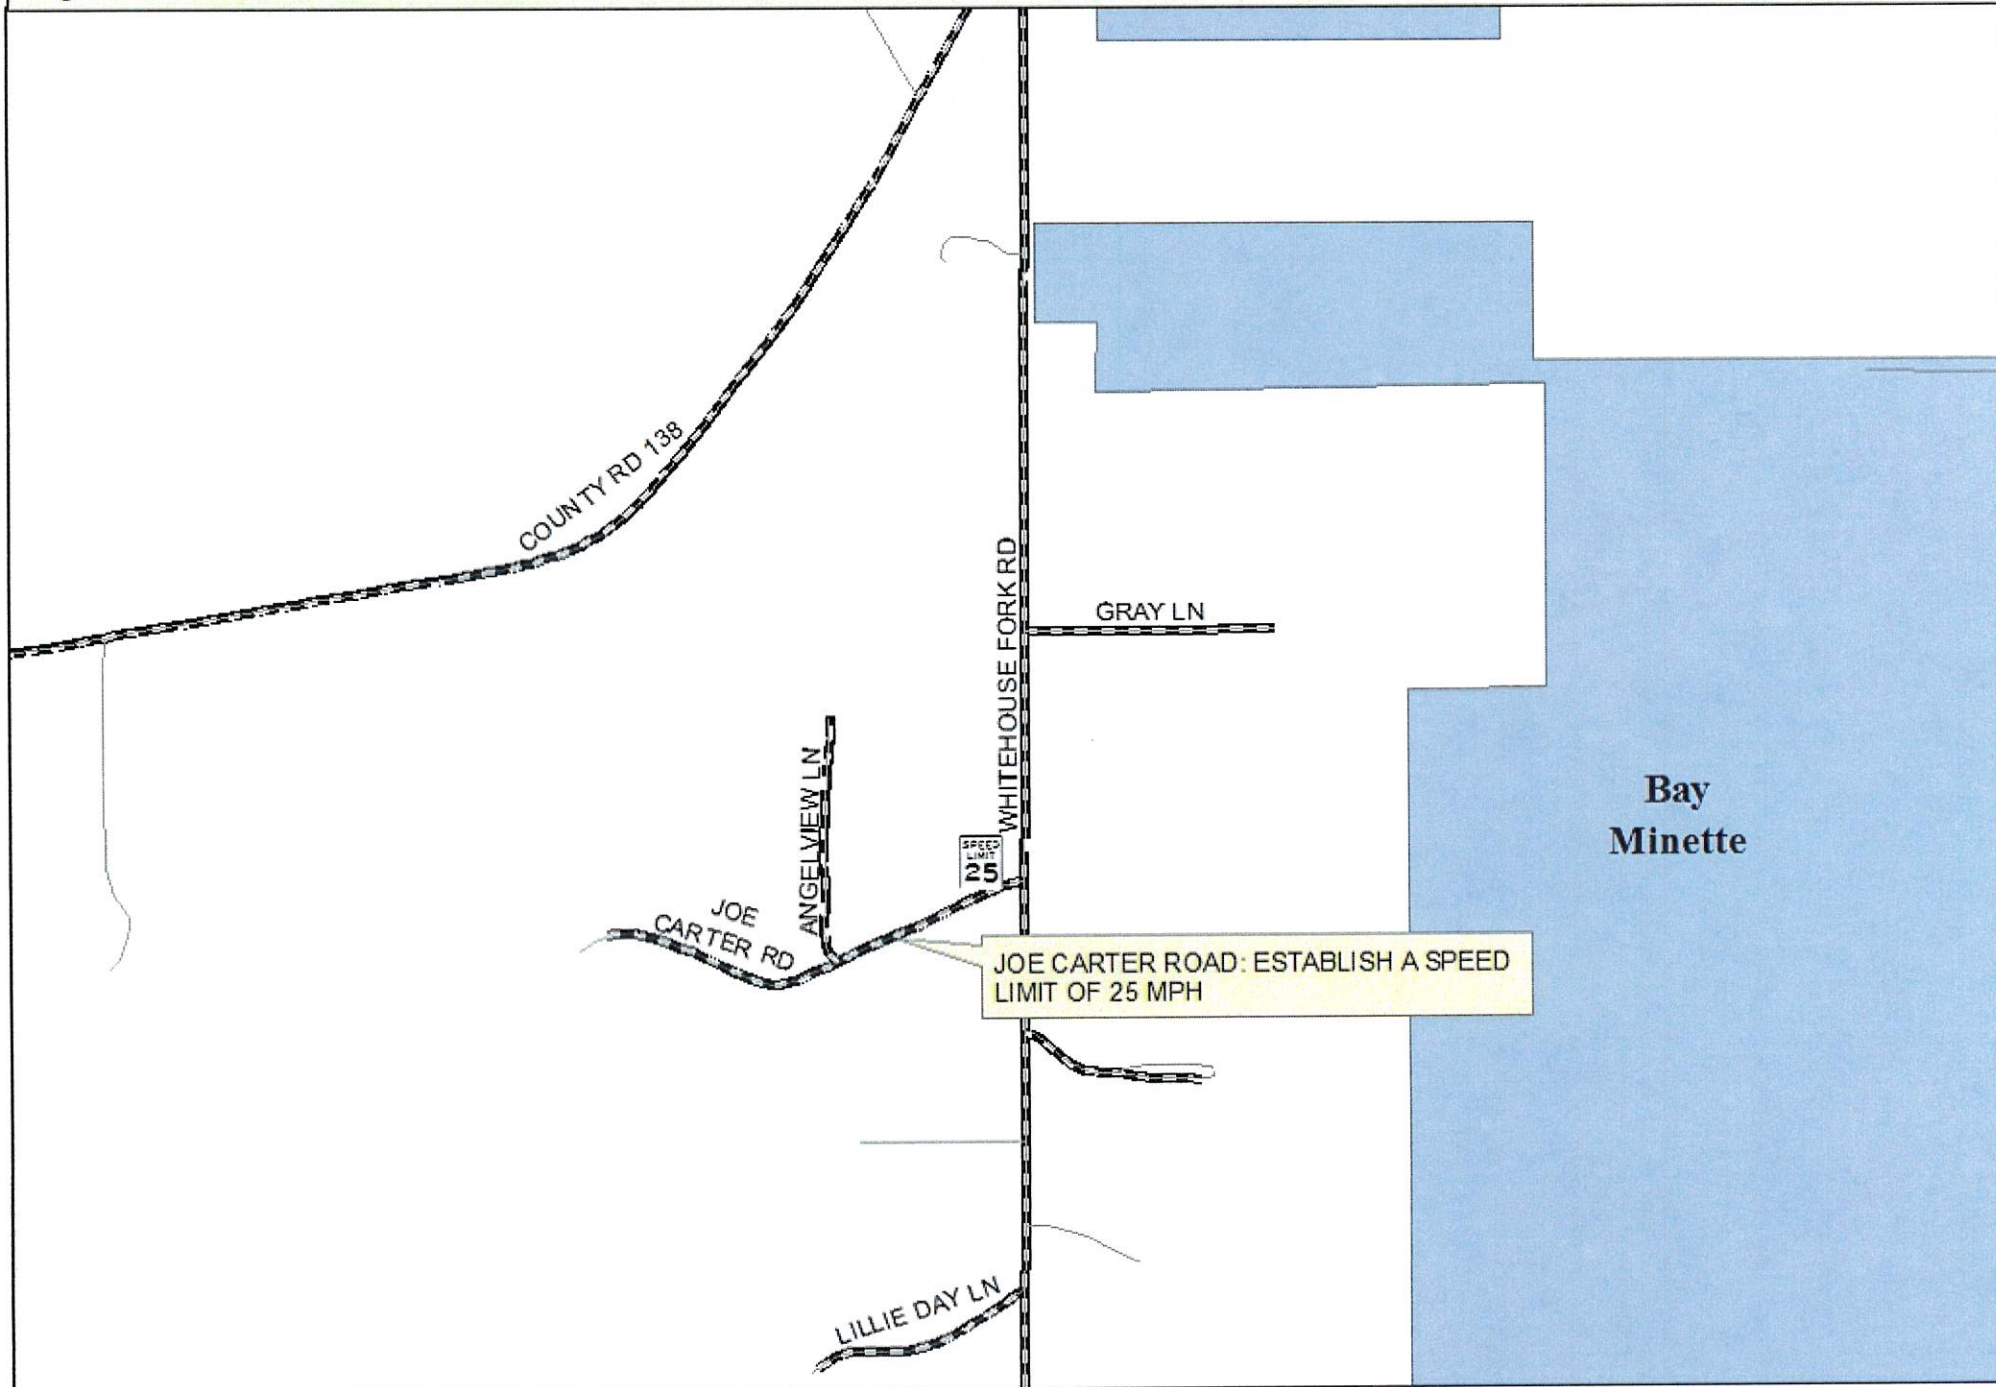 COUNTY RD 138
WHITEHOUSE FORK RD
GRAY LN
ANGELVIEW LN
SPEED
LIMIT
25
JOE
CARTER RD
Bay
Minette
JOE CARTER ROAD: ESTABLISH A SPEED
LIMIT OF 25 MPH
LILLIE DAY LN